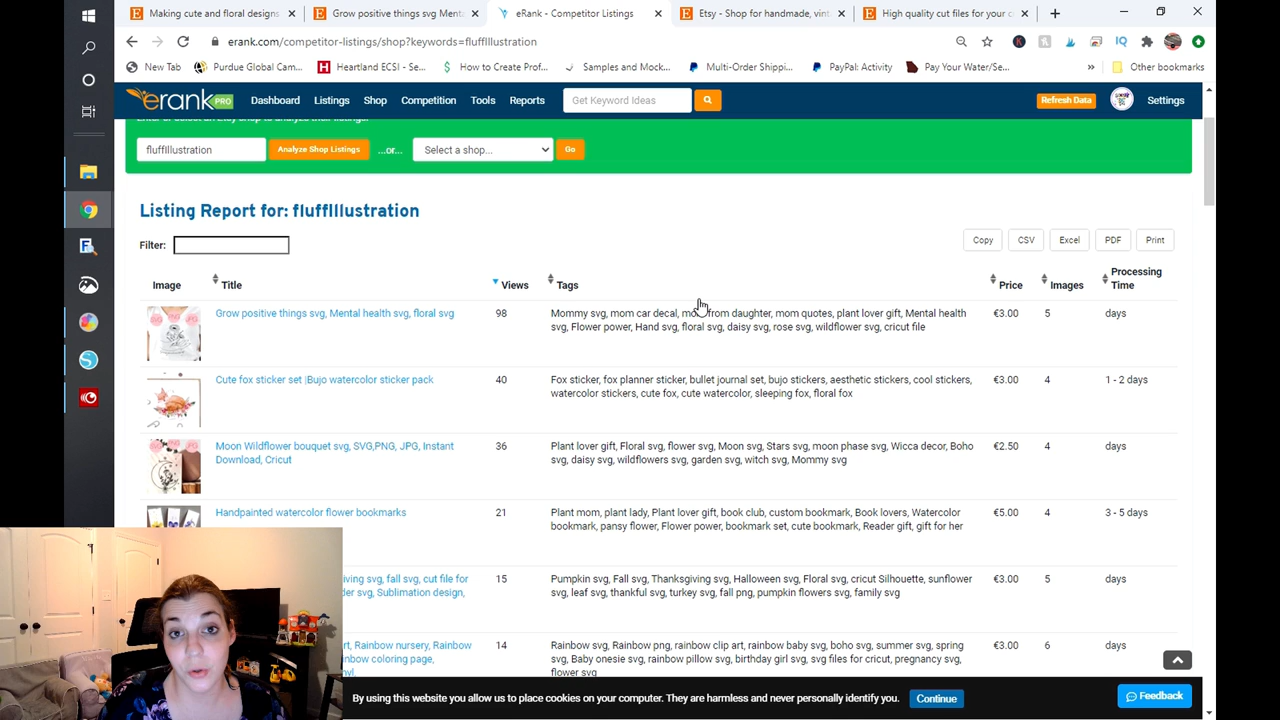 Making cute and floral designs
Grow positive things svg Ment
eRank - Competitor Listings
Etsy - Shop for handmade, vint
High quality cut files for your c
erank.com/competitor-listings/shop?keywords=fluffIllustration
New Tab
Purdue Global Cam...
Heartland ECSI - Se...
How to Create Prof...
Samples and Mock...
Multi-Order Shippi...
PayPal: Activity
Pay Your Water/Se...
»
Other bookmarks
erank PRO
Dashboard
Listings
Shop
Competition
Tools
Reports
Get Keyword Ideas
Refresh Data
Settings
Enter or select an Etsy shop to analyze their listings.
fluffIllustration
Analyze Shop Listings
...or...
Select a shop...
Go
Listing Report for: fluffIllustration
Filter:
Copy
CSV
Excel
PDF
Print
Image
Title
Views
Tags
Price
Images
Processing
Time
Grow positive things svg, Mental health svg, floral svg
98
Mommy svg, mom car decal, from daughter, mom quotes, plant lover gift, Mental health
svg, Flower power, Hand svg, floral svg, daisy svg, rose svg, wildflower svg, cricut file
€3.00
5
days
Cute fox sticker set |Bujo watercolor sticker pack
40
Fox sticker, fox planner sticker, bullet journal set, bujo stickers, aesthetic stickers, cool stickers,
watercolor stickers, cute fox, cute watercolor, sleeping fox, floral fox
€3.00
4
1 - 2 days
Moon Wildflower bouquet svg, SVG,PNG, JPG, Instant
Download, Cricut
36
Plant lover gift, Floral svg, flower svg, Moon svg, Stars svg, moon phase svg, Wicca decor, Boho
svg, daisy svg, wildflowers svg, garden svg, witch svg, Mommy svg
€2.50
4
days
Handpainted watercolor flower bookmarks
21
Plant mom, plant lady, Plant lover gift, book club, custom bookmark, Book lovers, Watercolor
bookmark, pansy flower, Flower power, bookmark set, cute bookmark, Reader gift, gift for her
€5.00
4
3 - 5 days
iving svg, fall svg, cut file for
der svg, Sublimation design,
15
Pumpkin svg, Fall svg, Thanksgiving svg, Halloween svg, Floral svg, cricut Silhouette, sunflower
svg, leaf svg, thankful svg, turkey svg, fall png, pumpkin flowers svg, family svg
€3.00
5
days
rt, Rainbow nursery, Rainbow
inbow coloring page,
nyl,
14
Rainbow svg, Rainbow png, rainbow clip art, rainbow baby svg, boho svg, summer svg, spring
svg, Baby onesie svg, rainbow pillow svg, birthday girl svg, svg files for cricut, pregnancy svg,
flower svg
€3.00
6
days
By using this website you allow us to place cookies on your computer. They are harmless and never personally identify you.
Continue
Feedback